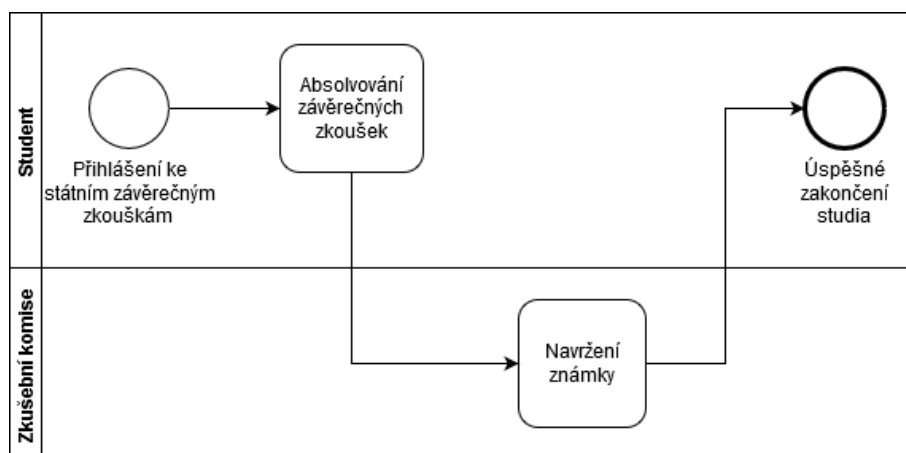 Student
Přihlášení ke
státním závěrečným
zkouškám
Absolvování
závěrečných
zkoušek
Úspěšné
zakončení
studia
Zkušební komise
Navržení
známky